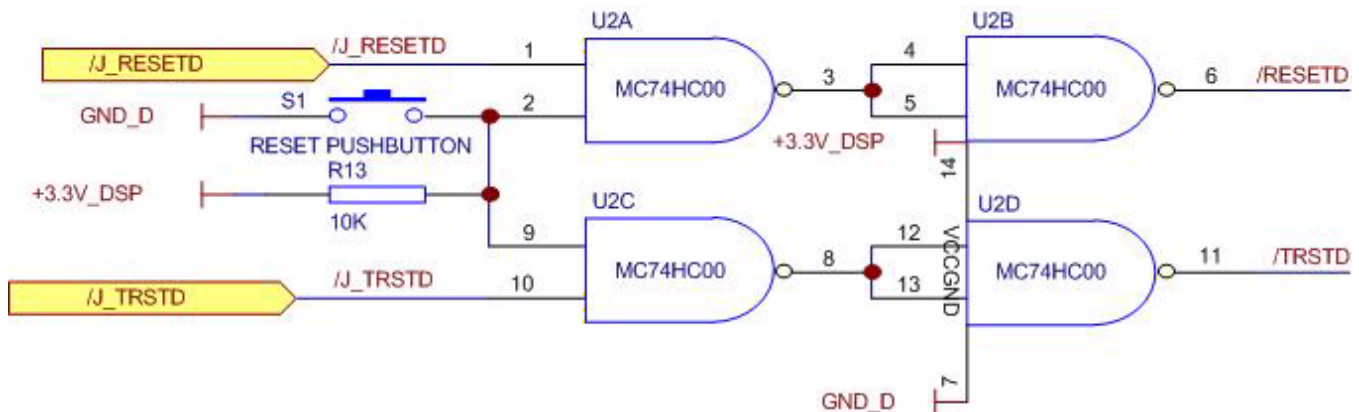 U2A
U2B
/J_RESETD
/J_RESETD
1
MC74HC00
3
4
5
MC74HC00
6
/RESETD
GND_D
S1
2
RESET PUSHBUTTON
+3.3V_DSP
14
+3.3V_DSP
R13
10K
U2C
U2D
9
MC74HC00
8
12
13
VCCGND
MC74HC00
11
/TRSTD
/J_TRSTD
/J_TRSTD
10
GND_D
7